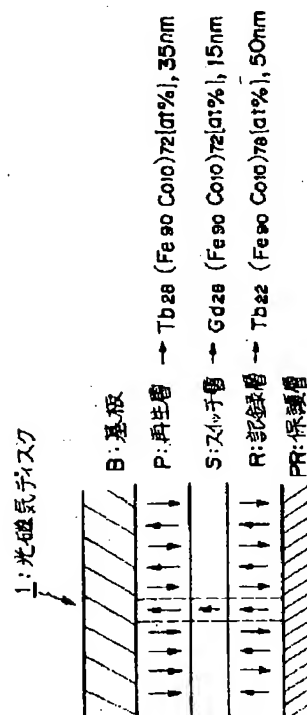 1:光磁気ディスク
B:基板
P:再生層 → Tb28 (Fe90 Co10)72[at%], 35nm
S:スイッチ層 → Gd28 (Fe90 Co10)72[at%], 15nm
R:記録層 → Tb22 (Fe90 Co10)78[at%], 50nm
PR:保護層